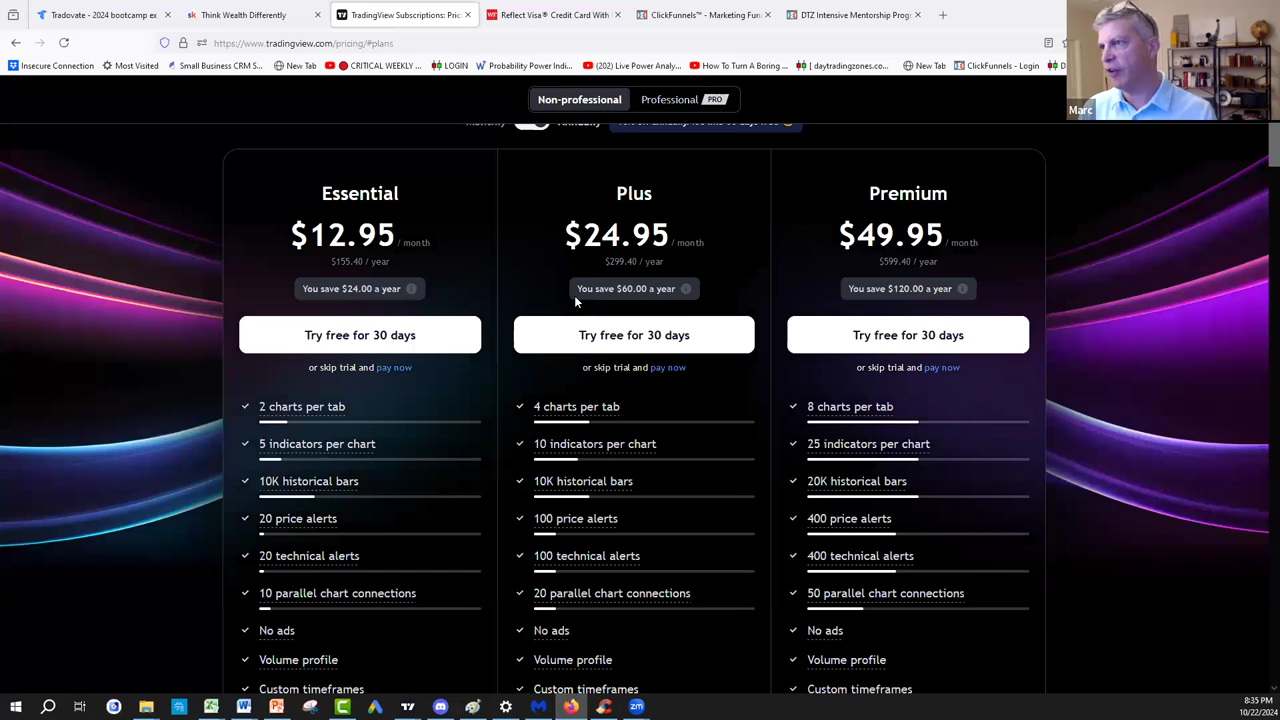 Tradovate - 2024 bootcamp ex
Think Wealth Differently
TradingView Subscriptions: Pric
Reflect Visa® Credit Card With
ClickFunnels™ - Marketing Fun
DTZ Intensive Mentorship Prog
https://www.tradingview.com/pricing/#plans
Insecure Connection
Most Visited
Small Business CRM S...
New Tab
CRITICAL WEEKLY ...
LOGIN
Probability Power Indi...
(202) Live Power Analy...
How To Turn A Boring ...
[ daytradingzones.co...
New Tab
ClickFunnels - Login
Marc
Non-professional
Professional PRO
Annually
Essential
$12.95 / month
$155.40 / year
You save $24.00 a year
Try free for 30 days
or skip trial and pay now
2 charts per tab
5 indicators per chart
10K historical bars
20 price alerts
20 technical alerts
10 parallel chart connections
No ads
Volume profile
Custom timeframes
Plus
$24.95 / month
$299.40 / year
You save $60.00 a year
Try free for 30 days
or skip trial and pay now
4 charts per tab
10 indicators per chart
10K historical bars
100 price alerts
100 technical alerts
20 parallel chart connections
No ads
Volume profile
Custom timeframes
Premium
$49.95 / month
$599.40 / year
You save $120.00 a year
Try free for 30 days
or skip trial and pay now
8 charts per tab
25 indicators per chart
20K historical bars
400 price alerts
400 technical alerts
50 parallel chart connections
No ads
Volume profile
Custom timeframes
8:35 PM
10/22/2024